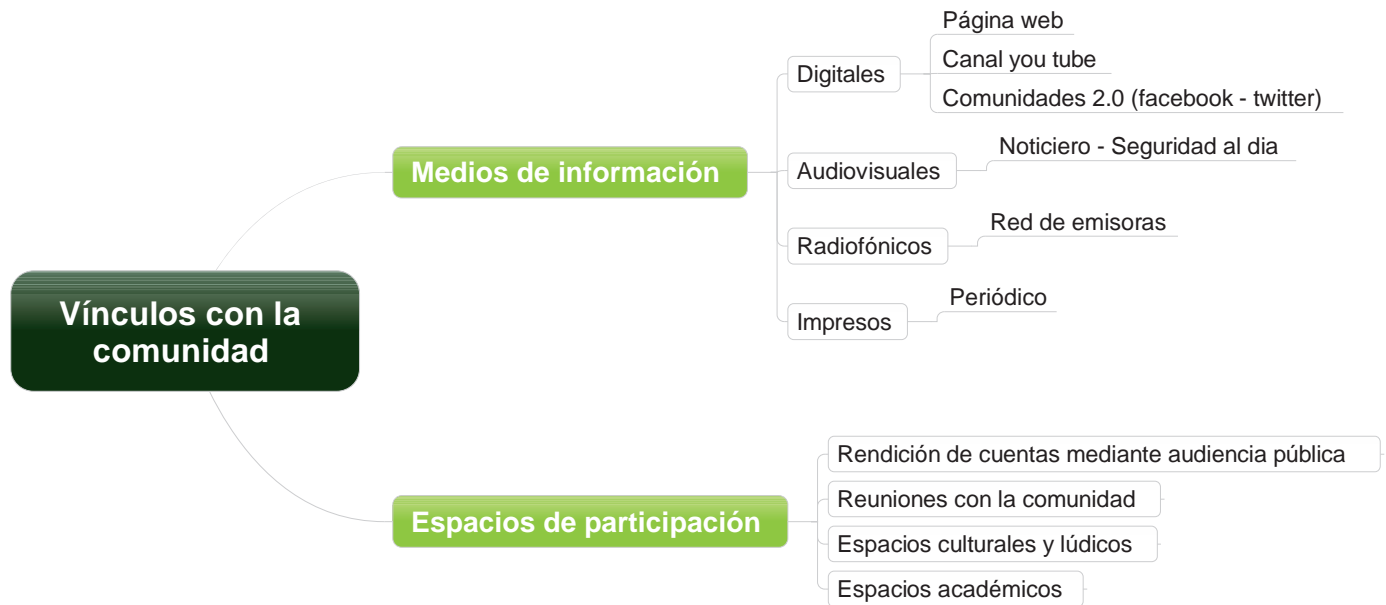 Vínculos con la
comunidad
Medios de información
Digitales
Página web
Canal you tube
Comunidades 2.0 (facebook - twitter)
Audiovisuales
Noticiero - Seguridad al dia
Radiofónicos
Red de emisoras
Impresos
Periódico
Espacios de participación
Rendición de cuentas mediante audiencia pública
Reuniones con la comunidad
Espacios culturales y lúdicos
Espacios académicos